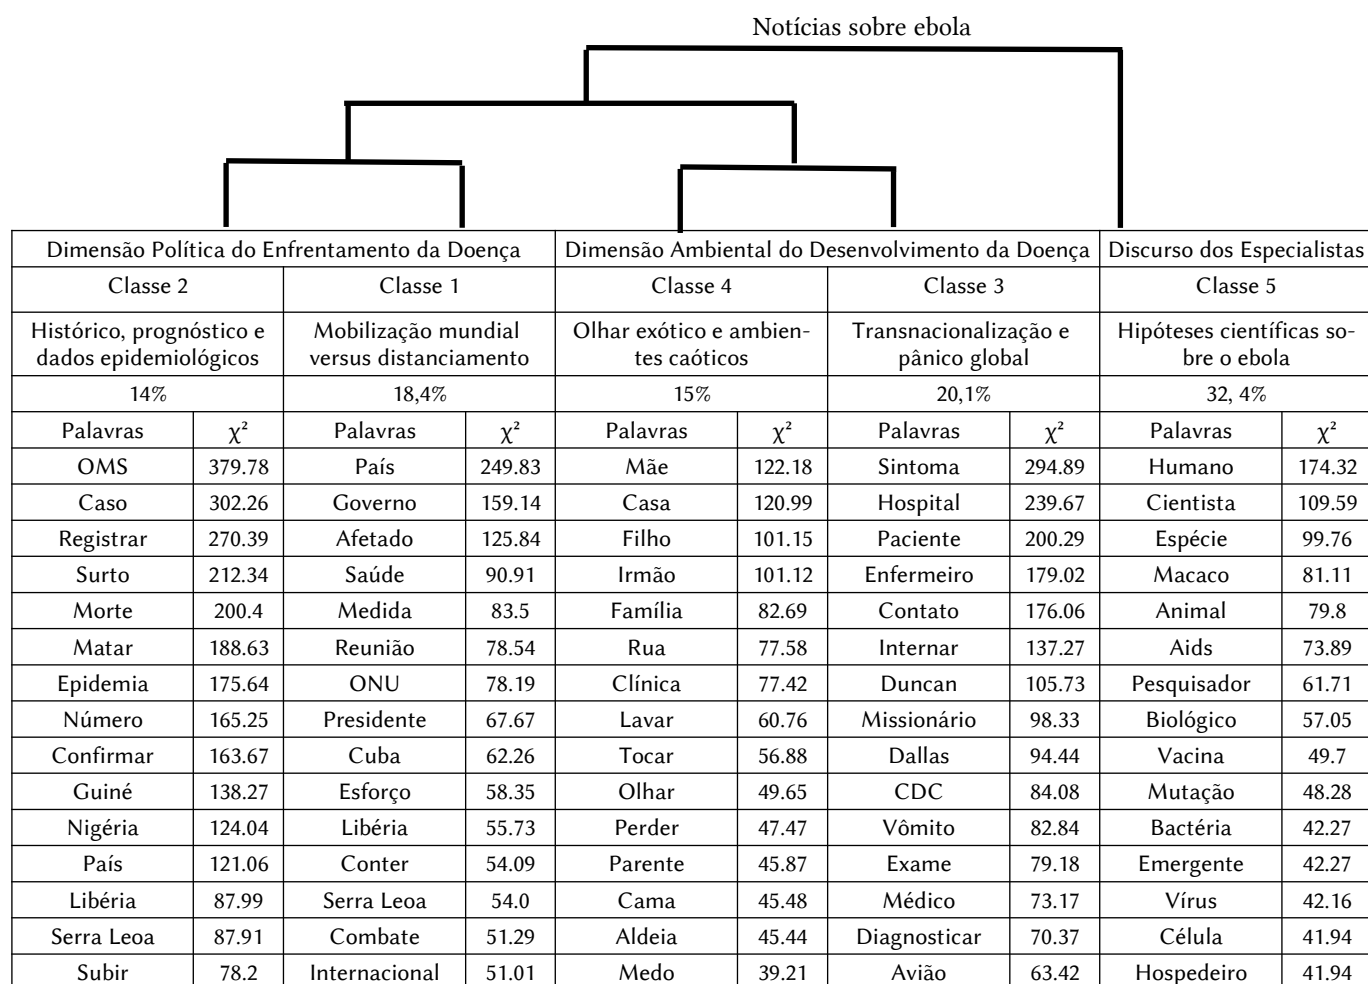 Notícias sobre ebola
Dimensão Política do Enfrentamento da Doença Dimensão Ambiental do Desenvolvimento da Doença Discurso dos Especialistas
Classe 2 Classe 1 Classe 4 Classe 3 Classe 5
Histórico, prognóstico e Mobilização mundial Olhar exótico e ambien- Transnacionalização e Hipóteses científicas so-
dados epidemiológicos versus distanciamento tes caóticos pânico global bre o ebola
14% 18,4% 15% 20,1% 32, 4%
Palavras χ² Palavras χ² Palavras χ² Palavras χ² Palavras χ²
OMS 379.78 País 249.83 Mãe 122.18 Sintoma 294.89 Humano 174.32
Caso 302.26 Governo 159.14 Casa 120.99 Hospital 239.67 Cientista 109.59
Registrar 270.39 Afetado 125.84 Filho 101.15 Paciente 200.29 Espécie 99.76
Surto 212.34 Saúde 90.91 Irmão 101.12 Enfermeiro 179.02 Macaco 81.11
Morte 200.4 Medida 83.5 Família 82.69 Contato 176.06 Animal 79.8
Matar 188.63 Reunião 78.54 Rua 77.58 Internar 137.27 Aids 73.89
Epidemia 175.64 ONU 78.19 Clínica 77.42 Duncan 105.73 Pesquisador 61.71
Número 165.25 Presidente 67.67 Lavar 60.76 Missionário 98.33 Biológico 57.05
Confirmar 163.67 Cuba 62.26 Tocar 56.88 Dallas 94.44 Vacina 49.7
Guiné 138.27 Esforço 58.35 Olhar 49.65 CDC 84.08 Mutação 48.28
Nigéria 124.04 Libéria 55.73 Perder 47.47 Vômito 82.84 Bactéria 42.27
País 121.06 Conter 54.09 Parente 45.87 Exame 79.18 Emergente 42.27
Libéria 87.99 Serra Leoa 54.0 Cama 45.48 Médico 73.17 Vírus 42.16
Serra Leoa 87.91 Combate 51.29 Aldeia 45.44 Diagnosticar 70.37 Célula 41.94
Subir 78.2 Internacional 51.01 Medo 39.21 Avião 63.42 Hospedeiro 41.94